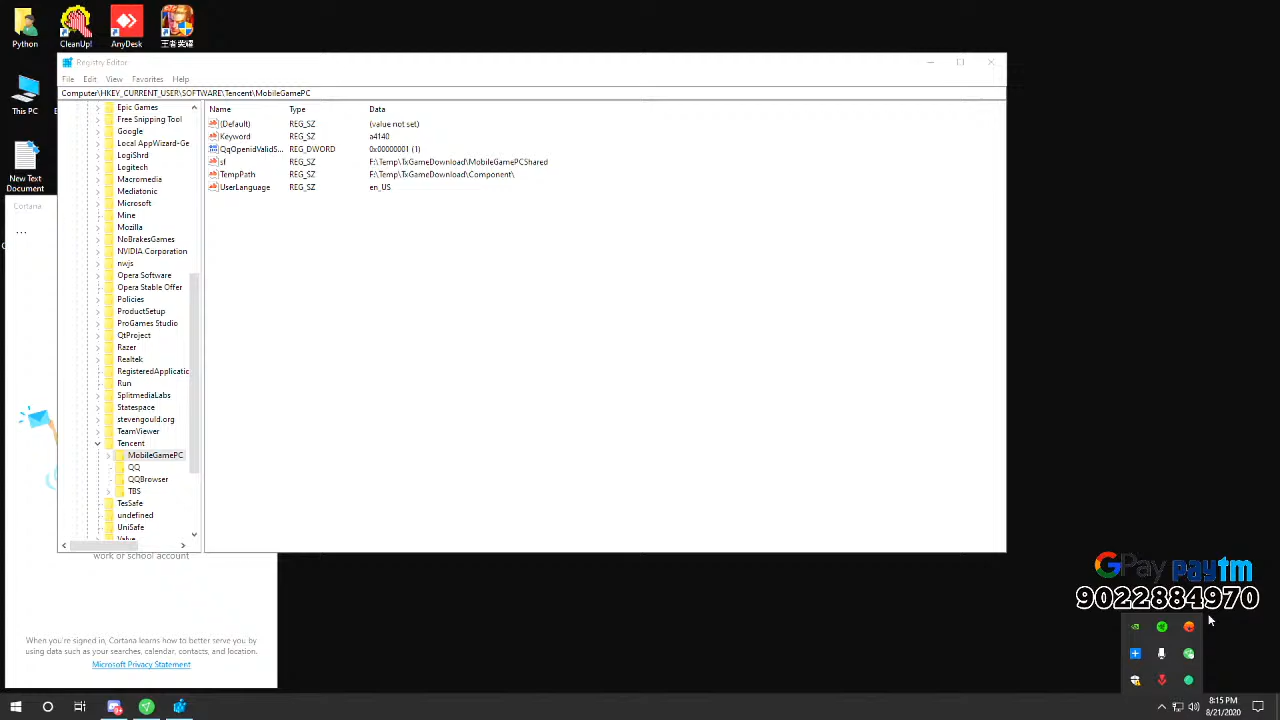 Python
CleanUp!
AnyDesk
王者荣耀
This PC
New Text
Document
Registry Editor
File Edit View Favorites Help
Computer\HKEY_CURRENT_USER\SOFTWARE\Tencent\MobileGamePC
Epic Games
Free Snipping Tool
Google
Local AppWizard-Ge
LogiShrd
Logitech
Macromedia
Mediatonic
Microsoft
Mine
Mozilla
NoBrakesGames
NVIDIA Corporation
nwjs
Opera Software
Opera Stable Offer
Policies
ProductSetup
ProGames Studio
QtProject
Razer
Realtek
RegisteredApplicatic
Run
SplitmediaLabs
Statespace
stevengould.org
TeamViewer
Tencent
MobileGamePC
QQ
QQBrowser
TBS
TesSafe
undefined
UniSafe
Valve
Name Type Data
(Default) REG_SZ (value not set)
Keyword REG_SZ a4140
QqOpenidValidS... REG_DWORD 0x00000001 (1)
sf REG_SZ F:\Temp\TxGameDownload\MobileGamePCShared
TempPath REG_SZ F:\Temp\TxGameDownload\Component\
UserLanguage REG_SZ en_US
Cortana
...
work or school account
When you're signed in, Cortana learns how to better serve you by
using data such as your searches, calendar, contacts, and location.
Microsoft Privacy Statement
GPay paytm
9022884970
8:15 PM
8/21/2020